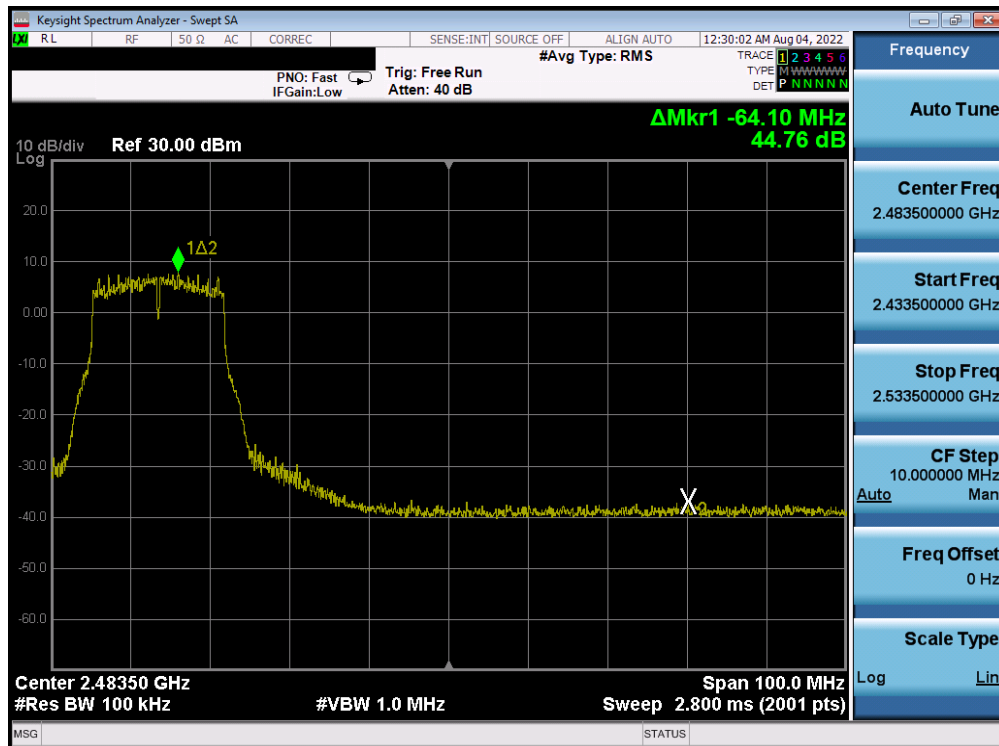 Keysight Spectrum Analyzer - Swept SA
LXI RL RF 50 Ω AC CORREC SENSE:INT SOURCE OFF ALIGN AUTO 12:30:02 AM Aug 04, 2022
#Avg Type: RMS
TRACE 1 2 3 4 5 6
PNO: Fast Trig: Free Run
TYPE M WWWWW
IFGain:Low Atten: 40 dB
DET P N N N N N
ΔMkr1 -64.10 MHz
44.76 dB
10 dB/div Ref 30.00 dBm
Log
20.0
1Δ2
10.0
0.00
-10.0
-20.0
-30.0
X2
-40.0
-50.0
-60.0
Center 2.48350 GHz Span 100.0 MHz
#Res BW 100 kHz #VBW 1.0 MHz Sweep 2.800 ms (2001 pts)
MSG STATUS
Frequency
Auto Tune
Center Freq
2.483500000 GHz
Start Freq
2.433500000 GHz
Stop Freq
2.533500000 GHz
CF Step
10.000000 MHz
Auto Man
Freq Offset
0 Hz
Scale Type
Log Lin